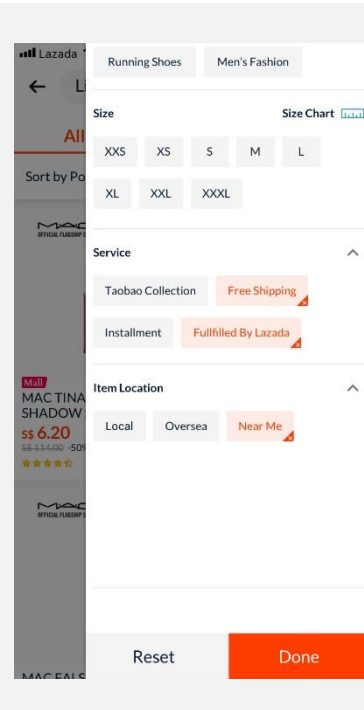 Lazada
Running Shoes Men's Fashion
Li
Size Size Chart
All
XXS XS S M L
Sort by Po
XL XXL XXXL
MAC
OFFICIAL FLAGSHIP S
Service
Taobao Collection Free Shipping
Installment Fullfilled By Lazada
Mall
Item Location
MAC TINA
SHADOW
Local Oversea Near Me
S$ 6.20
S$ 114.00 -50%
MAC
OFFICIAL FLAGSHIP S
Reset Done
MAC FALS